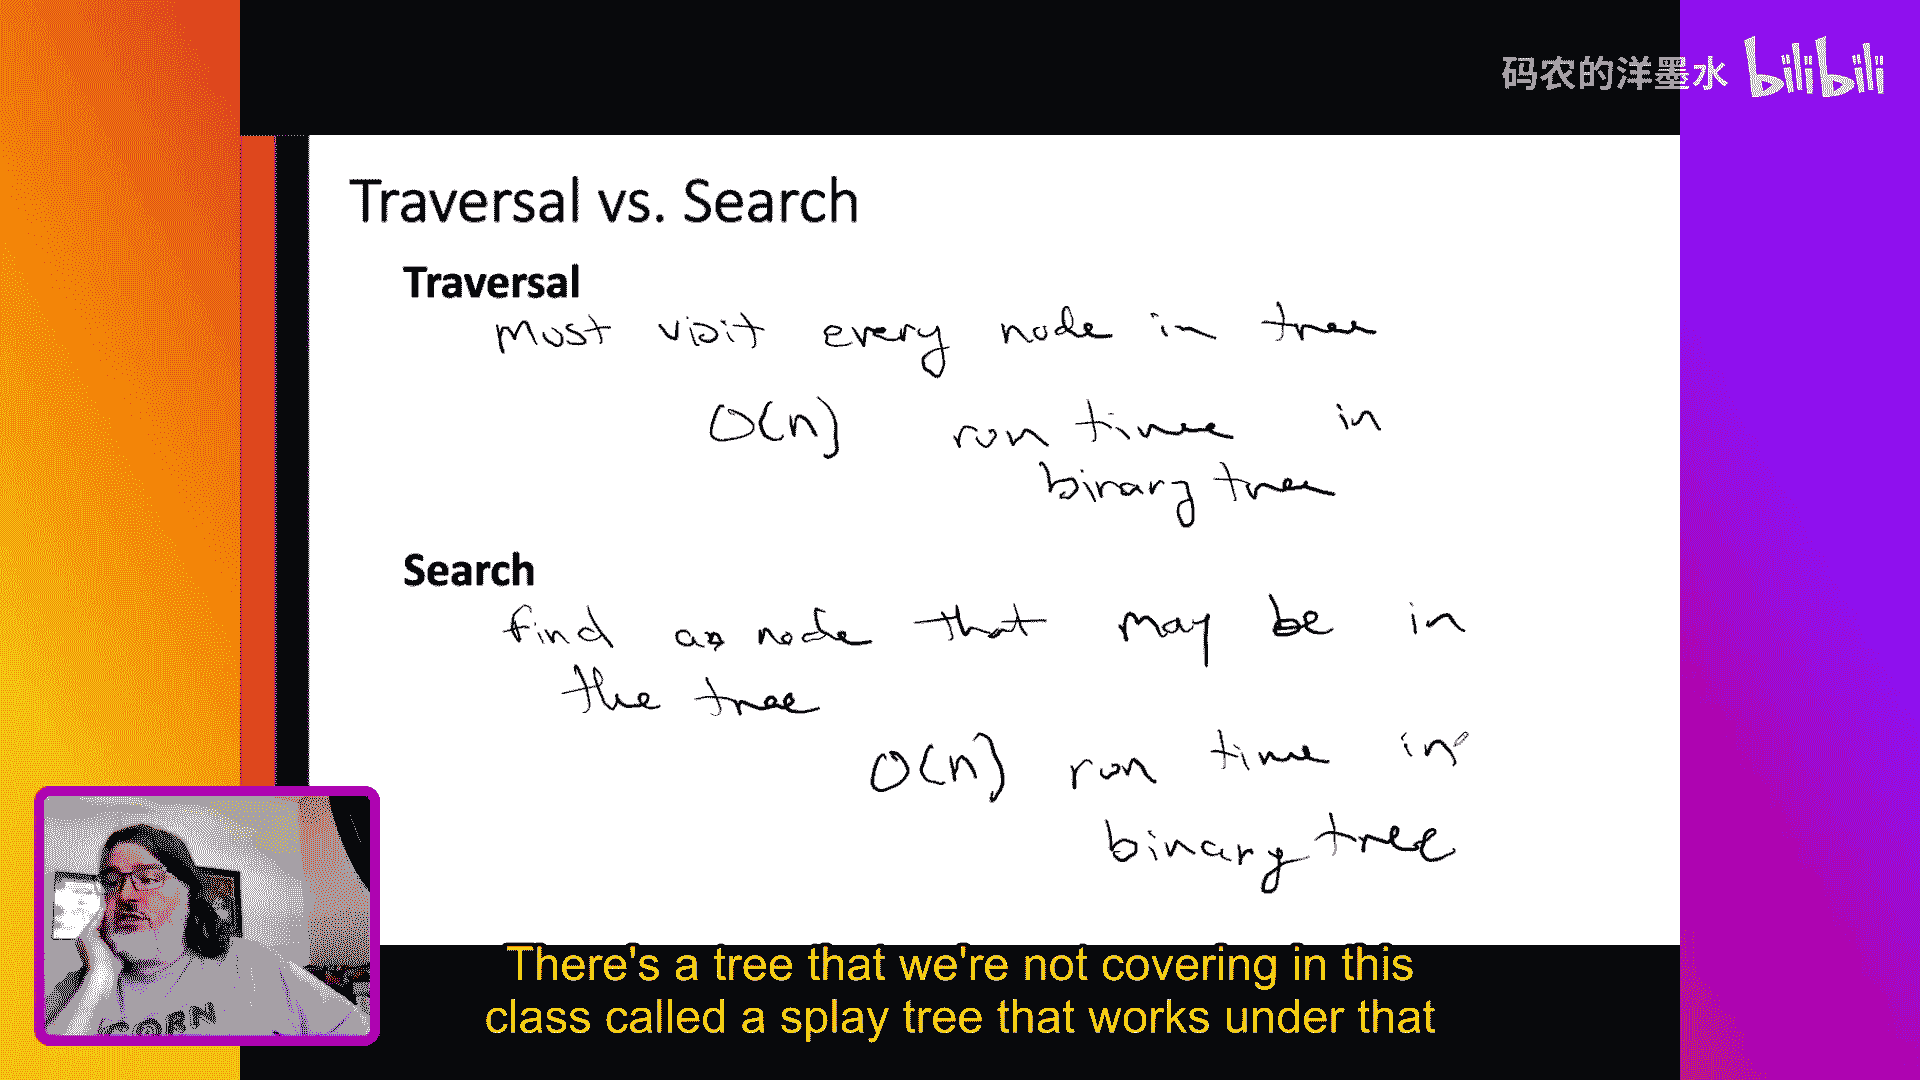 码农的洋墨水 bilibili
Traversal vs. Search
Traversal
Must visit every node in tree
O(n) run time in
binary tree
Search
find a node that may be in
the tree
O(n) run time in
binary tree
There's a tree that we're not covering in this
class called a splay tree that works under that